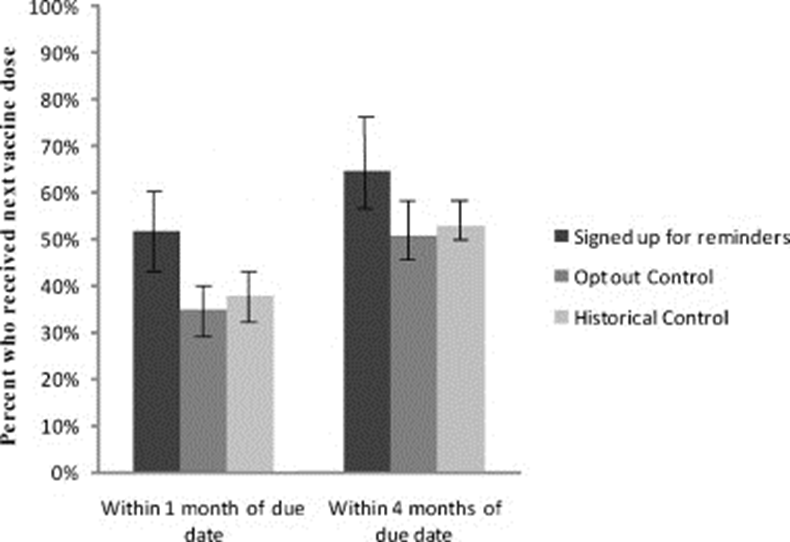 Percent who received next vaccine dose
100%
90%
80%
70%
60%
50%
40%
30%
20%
10%
0%
Within 1 month of due
date
Within 4 months of
due date
Signed up for reminders
Opt out Control
Historical Control